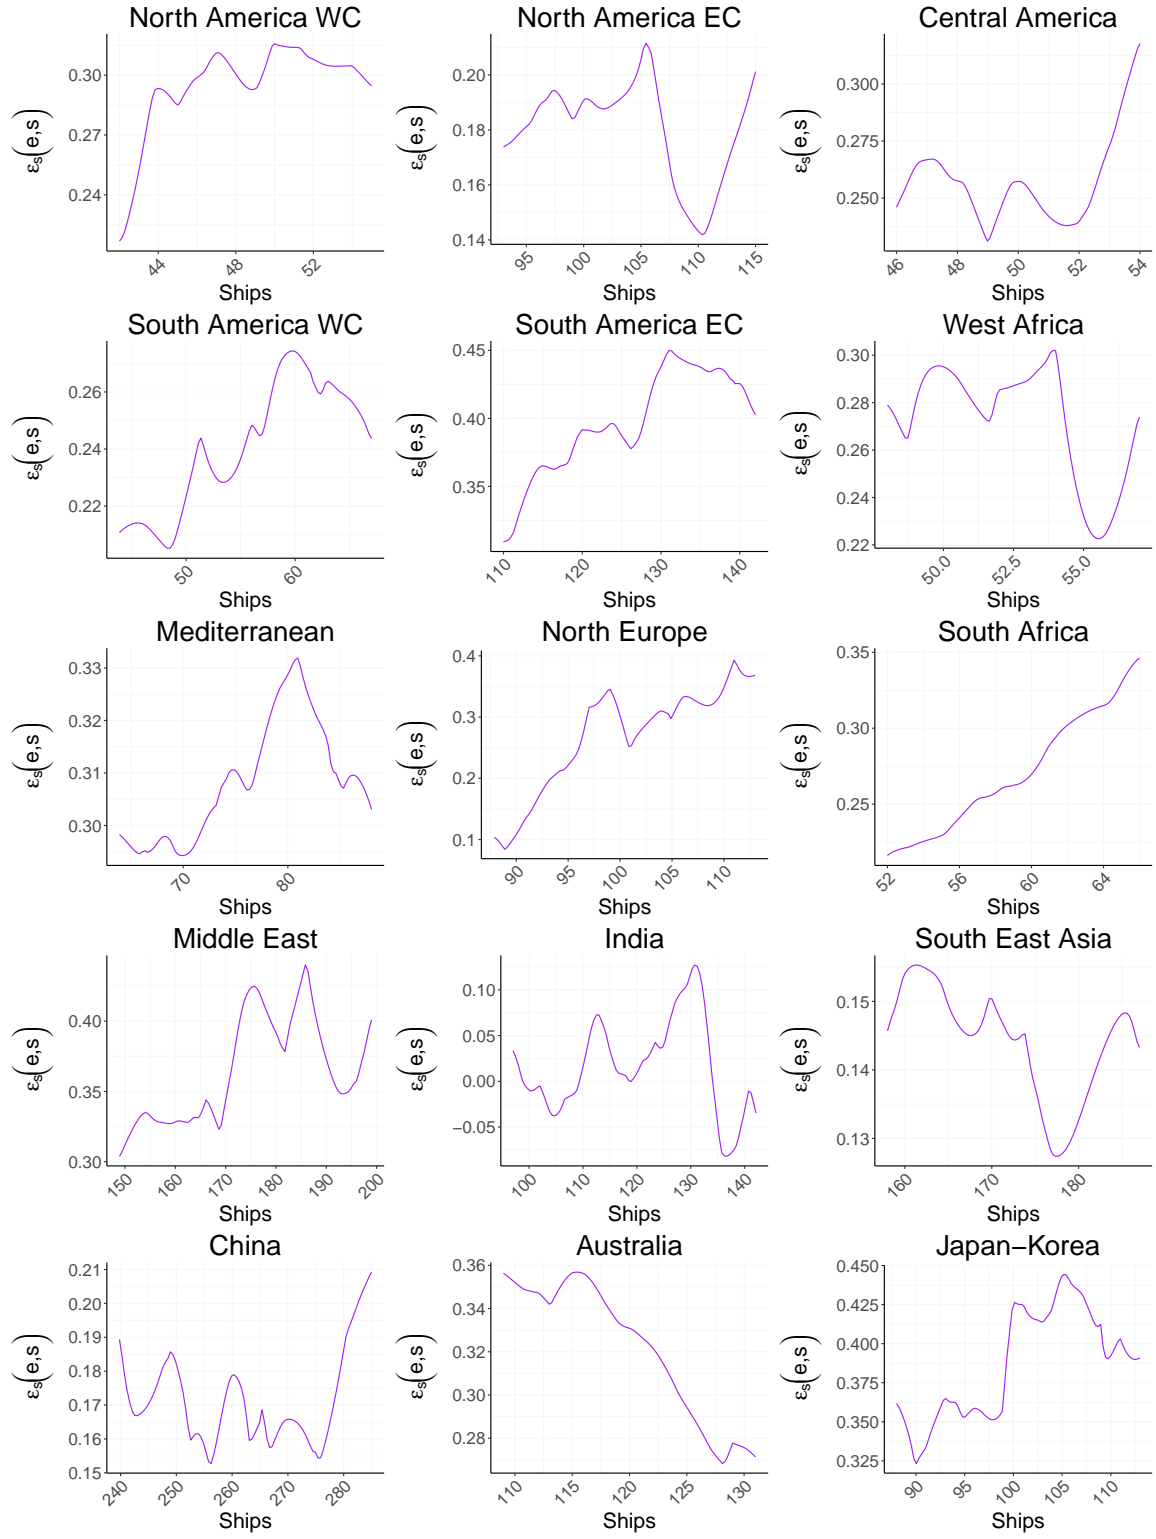 North America WC
North America EC
Central America
0.30
0.27
0.24
εs(e,s)
44
48
52
Ships
0.20
0.18
0.16
0.14
εs(e,s)
95
100
105
110
115
Ships
0.300
0.275
0.250
εs(e,s)
46
48
50
52
54
Ships
South America WC
South America EC
West Africa
0.26
0.24
0.22
εs(e,s)
50
60
Ships
0.45
0.40
0.35
εs(e,s)
110
120
130
140
Ships
0.30
0.28
0.26
0.24
0.22
εs(e,s)
50.0
52.5
55.0
Ships
Mediterranean
North Europe
South Africa
0.33
0.32
0.31
0.30
εs(e,s)
70
80
Ships
0.4
0.3
0.2
0.1
εs(e,s)
90
95
100
105
110
Ships
0.35
0.30
0.25
εs(e,s)
52
56
60
64
Ships
Middle East
India
South East Asia
0.40
0.35
0.30
εs(e,s)
150
160
170
180
190
200
Ships
0.10
0.05
0.00
−0.05
εs(e,s)
100
110
120
130
140
Ships
0.15
0.14
0.13
εs(e,s)
160
170
180
Ships
China
Australia
Japan−Korea
0.21
0.20
0.19
0.18
0.17
0.16
0.15
εs(e,s)
240
250
260
270
280
Ships
0.36
0.34
0.32
0.30
0.28
εs(e,s)
110
115
120
125
130
Ships
0.450
0.425
0.400
0.375
0.350
0.325
εs(e,s)
90
95
100
105
110
Ships